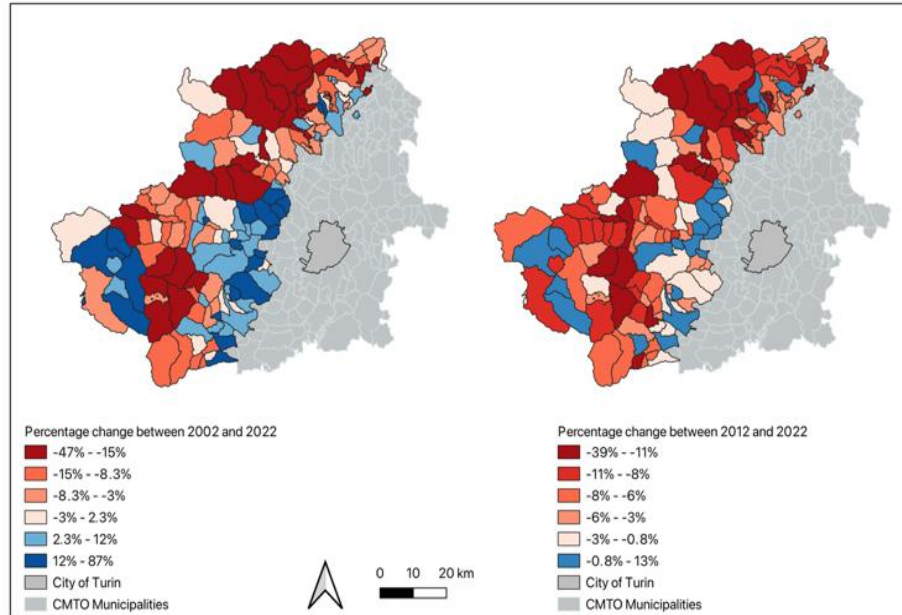 Percentage change between 2002 and 2022
-47% - -15%
-15% - -8.3%
-8.3% - -3%
-3% - 2.3%
2.3% - 12%
12% - 87%
City of Turin
CMTO Municipalities
0 10 20 km
Percentage change between 2012 and 2022
-39% - -11%
-11% - -8%
-8% - -6%
-6% - -3%
-3% - -0.8%
-0.8% - 13%
City of Turin
CMTO Municipalities